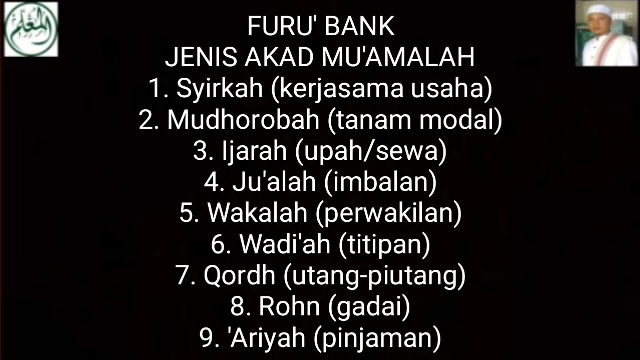 FURU' BANK
JENIS AKAD MU'AMALAH
1. Syirkah (kerjasama usaha)
2. Mudhorobah (tanam modal)
3. Ijarah (upah/sewa)
4. Ju'alah (imbalan)
5. Wakalah (perwakilan)
6. Wadi'ah (titipan)
7. Qordh (utang-piutang)
8. Rohn (gadai)
9. 'Ariyah (pinjaman)